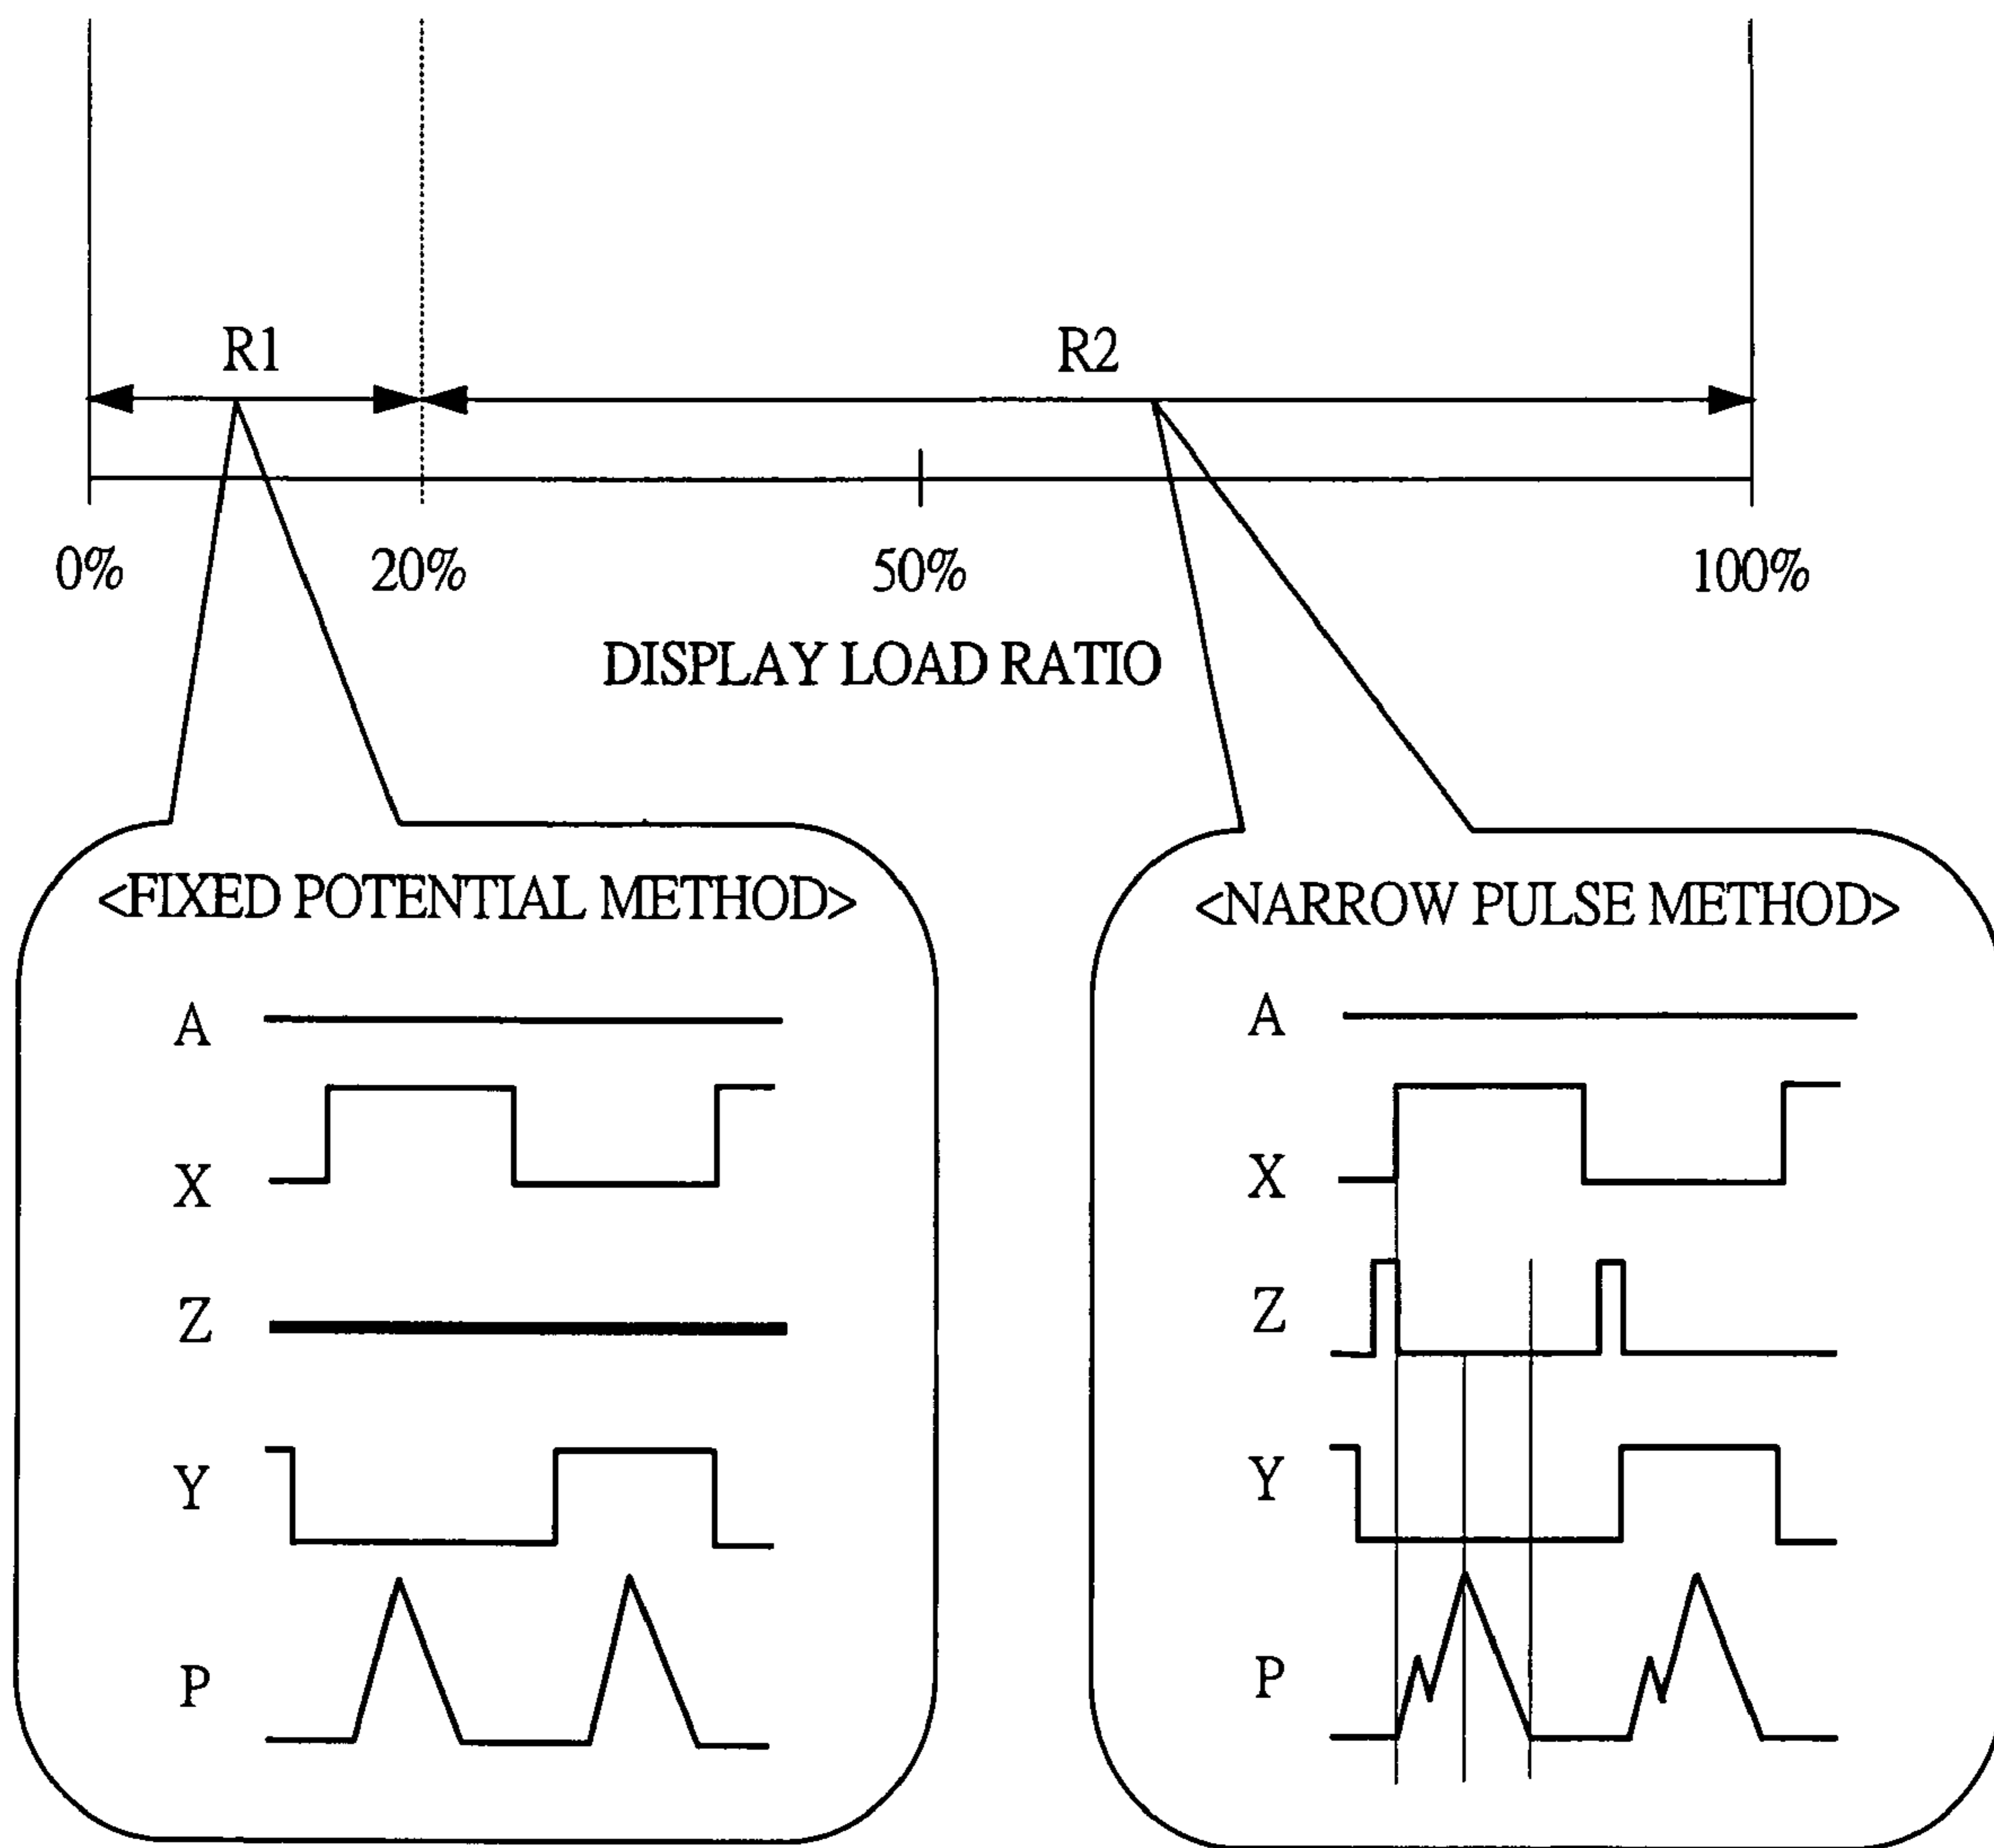 R1 R2
0% 20% 50% 100%
DISPLAY LOAD RATIO
<FIXED POTENTIAL METHOD>
A
X
Z
Y
P
<NARROW PULSE METHOD>
A
X
Z
Y
P